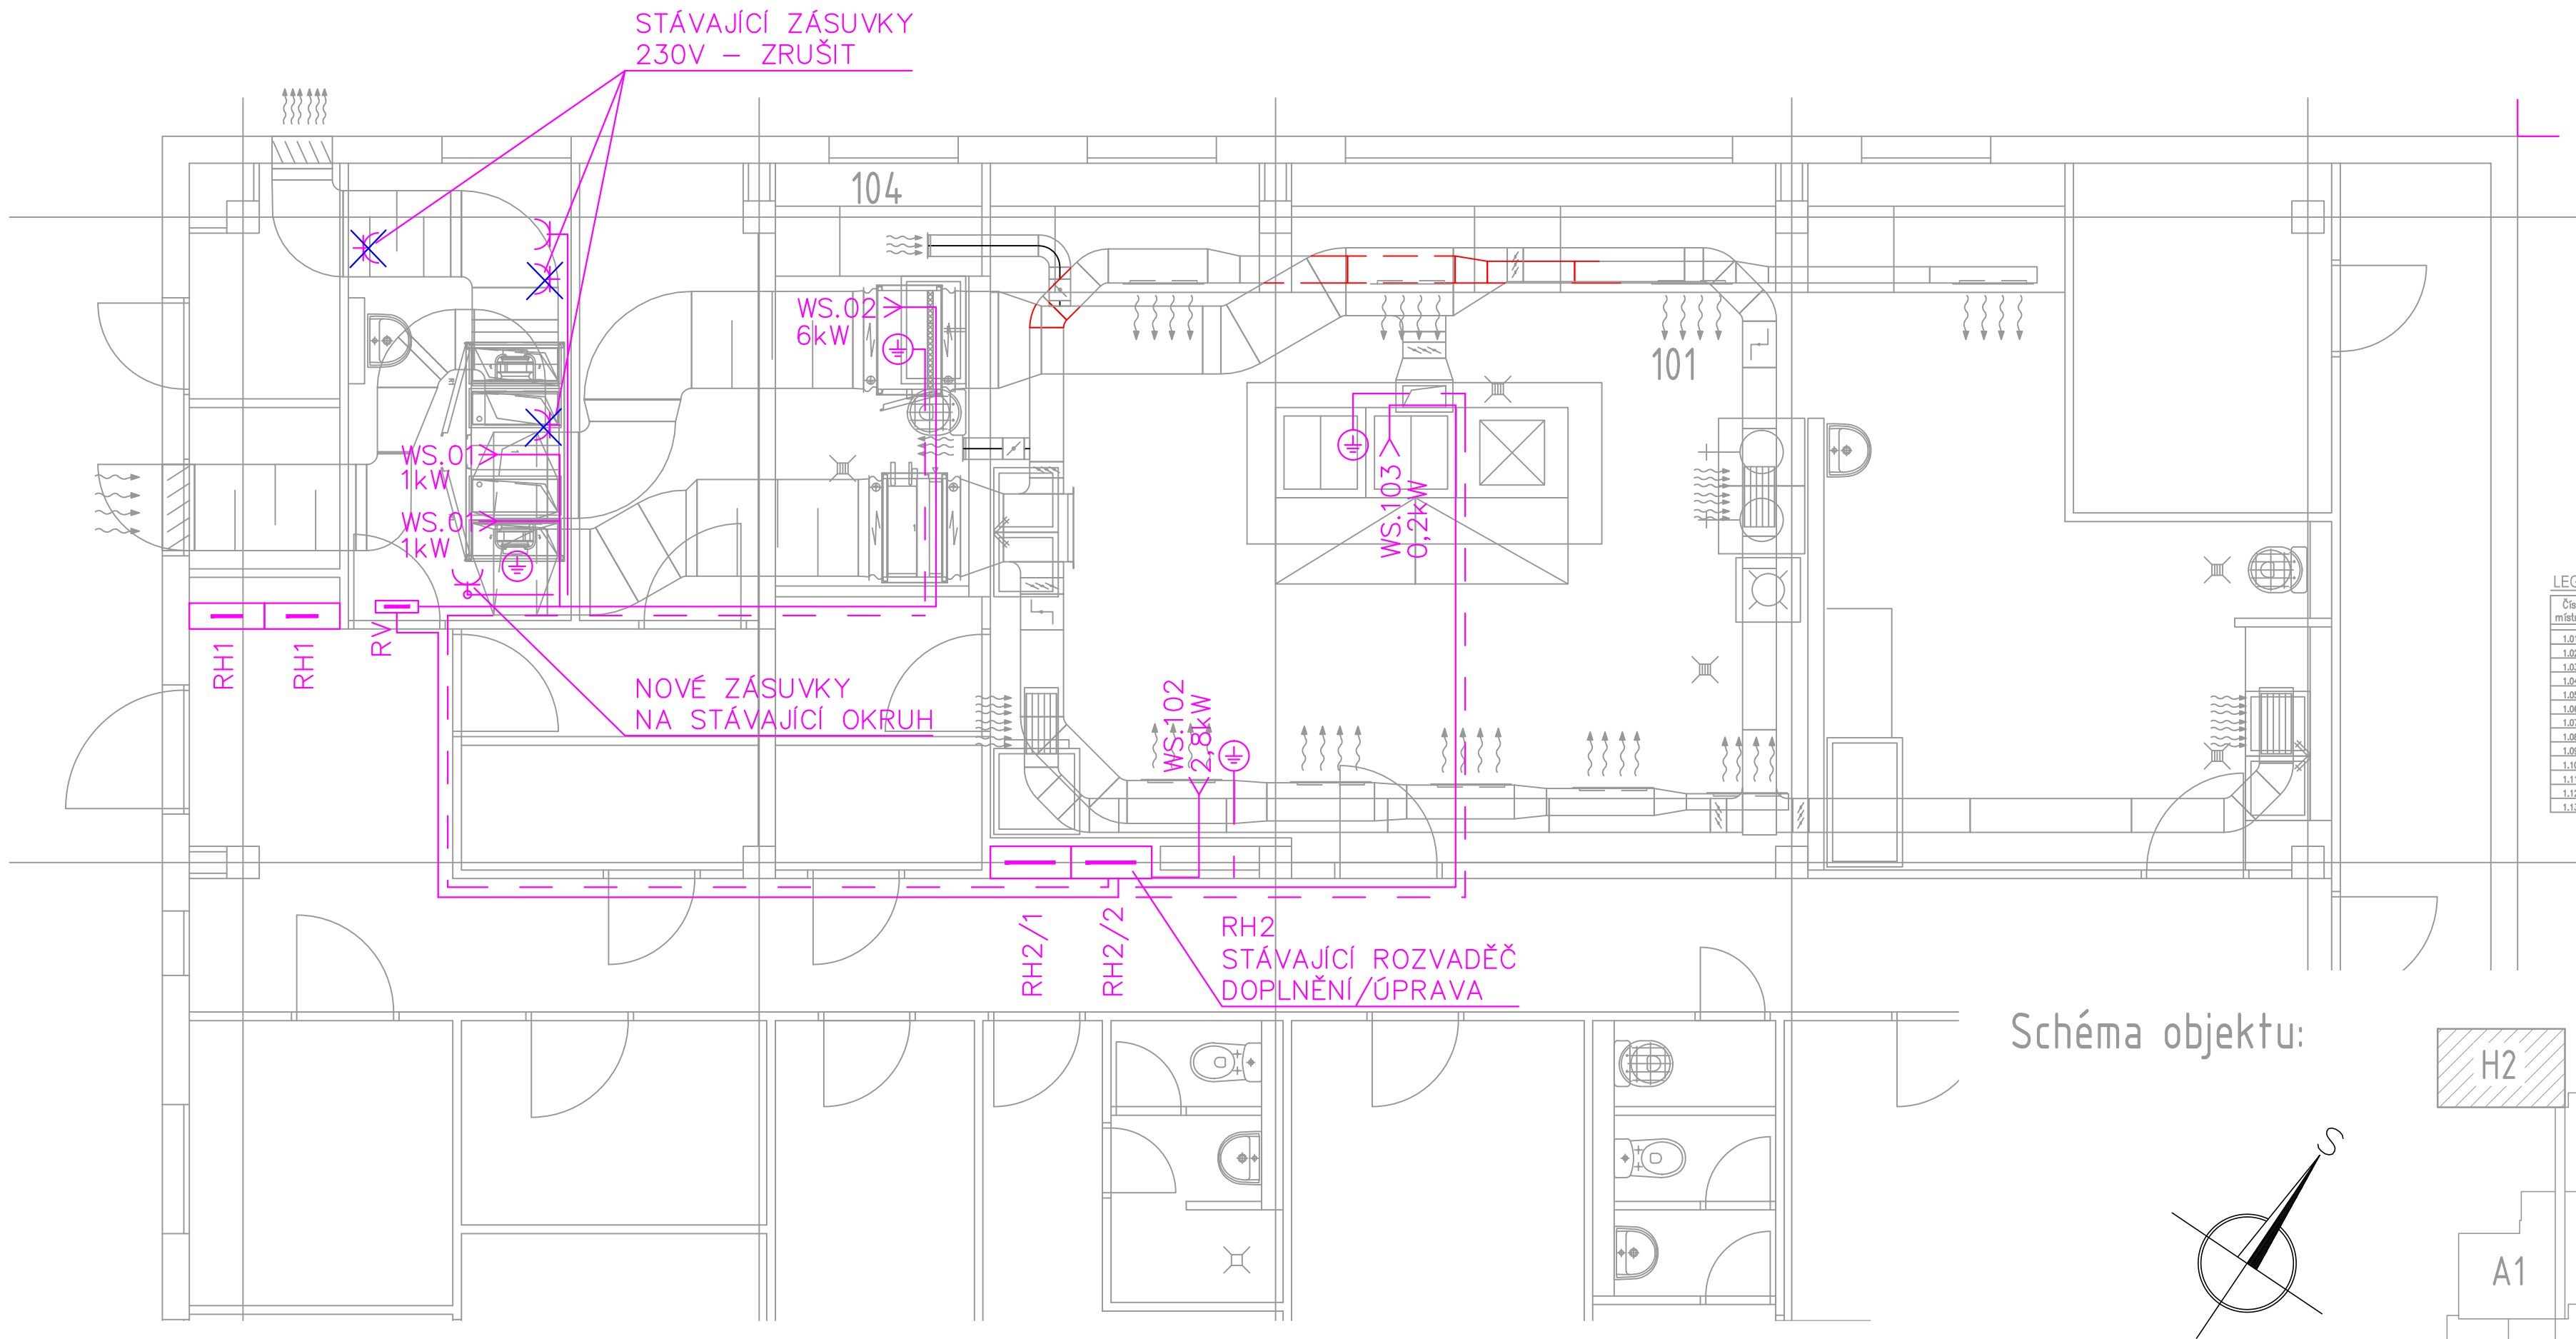 STÁVAJÍCÍ ZÁSUVKY
230V – ZRUŠIT
104
WS.02
6kW
101
WS.01
1kW
WS.01
1kW
WS.103
0,2kW
RH1
RH1
RV
NOVÉ ZÁSUVKY
NA STÁVAJÍCÍ OKRUH
WS.102
2,8kW
RH2/1
RH2/2
RH2
STÁVAJÍCÍ ROZVADĚČ
DOPLNĚNÍ/ÚPRAVA
Schéma objektu:
H2
S
A1